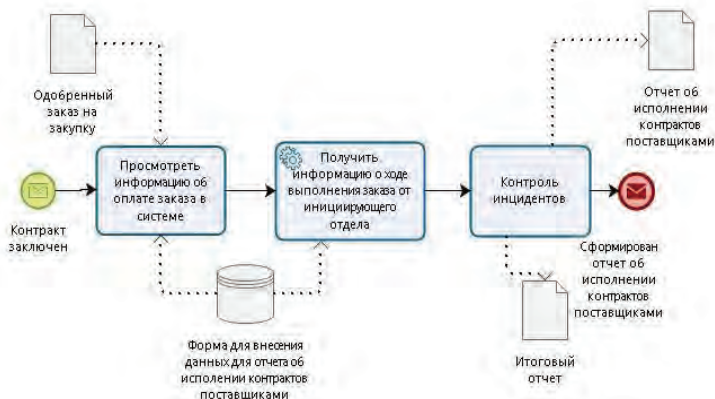 Одобренный
заказ на
закупку
Отчет об
исполнении
контрактов
поставщиками
Контракт
заключен
Просмотреть
информацию об
оплате заказа в
системе
Получить
информацию о ходе
выполнения заказа от
инициирующего
отдела
Контроль
инцидентов
Сформирован
отчет об
исполнении
контрактов
поставщиками
Форма для внесения
данных для отчета об
исполении контрактов
поставщиками
Итоговый
отчет